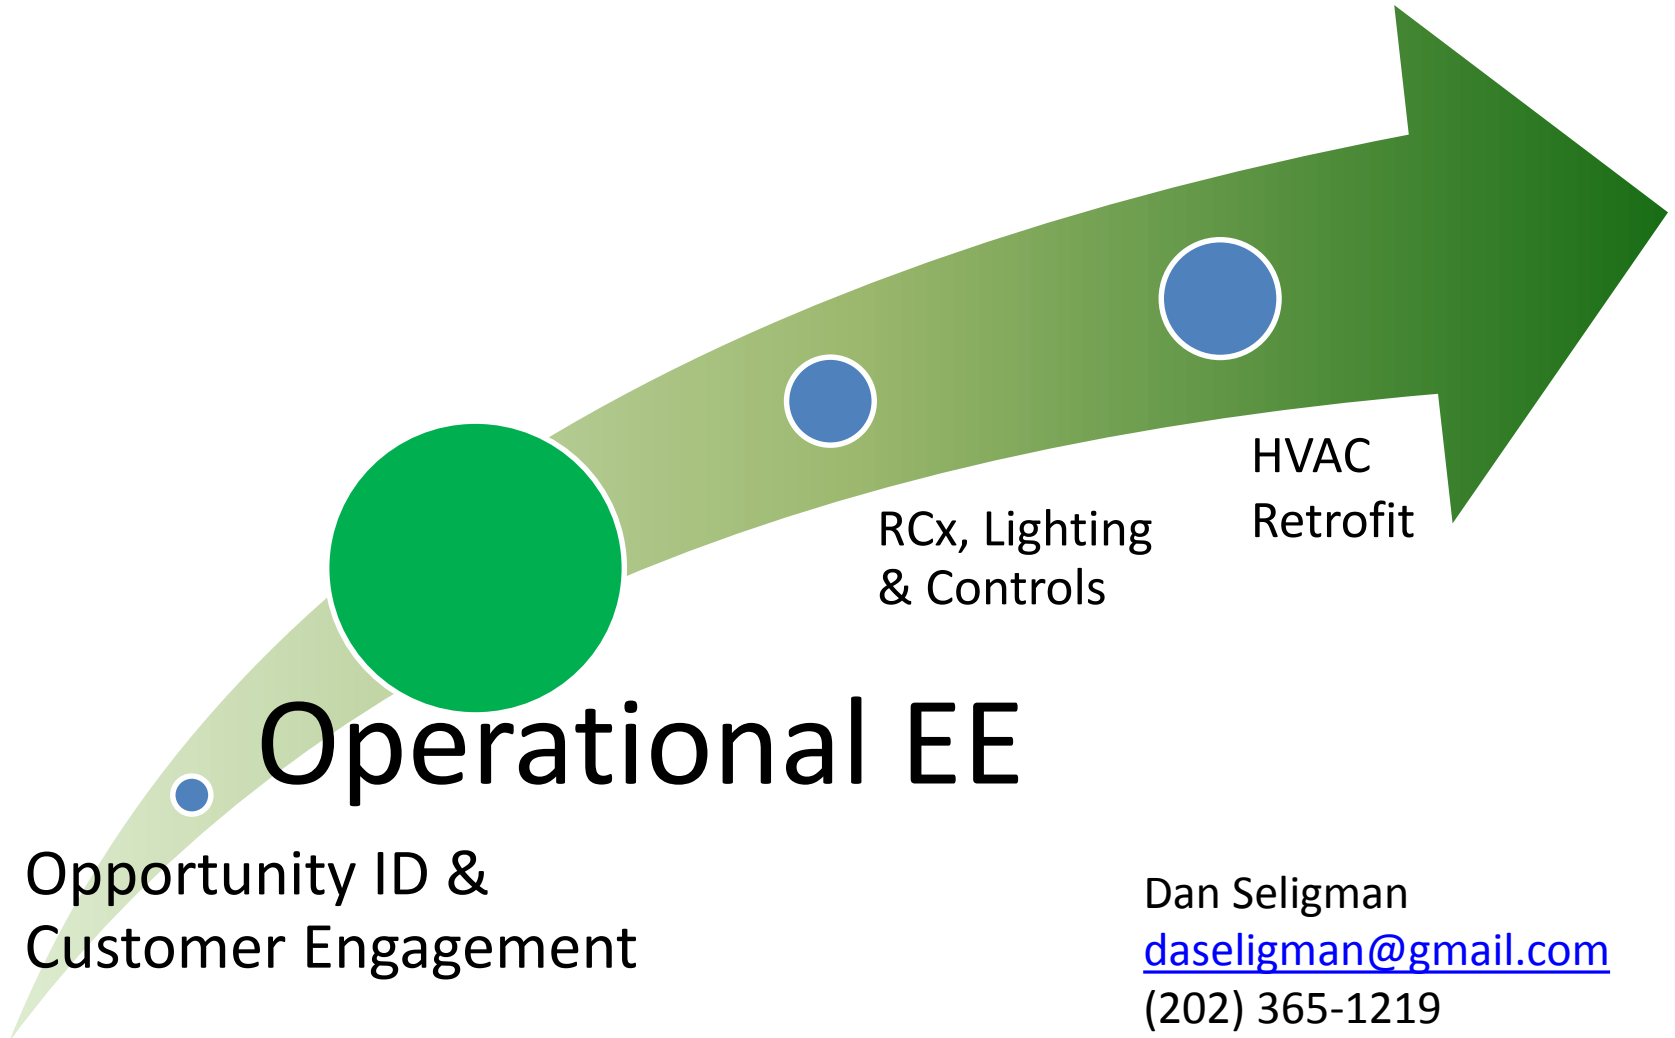 HVAC
Retrofit
RCx, Lighting
& Controls
Operational EE
Opportunity ID &
Customer Engagement
Dan Seligman
daseligman@gmail.com
(202) 365-1219